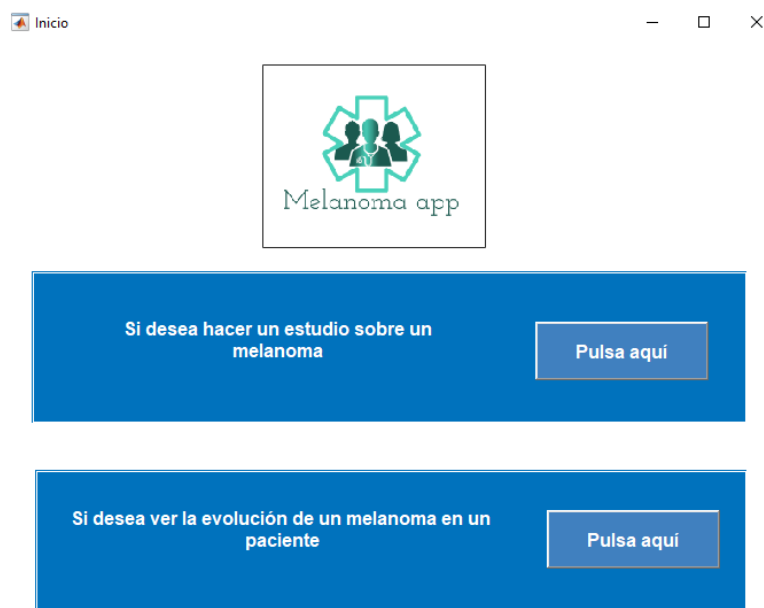 Inicio
Melanoma app
Si desea hacer un estudio sobre un
melanoma
Pulsa aquí
Si desea ver la evolución de un melanoma en un
paciente
Pulsa aquí